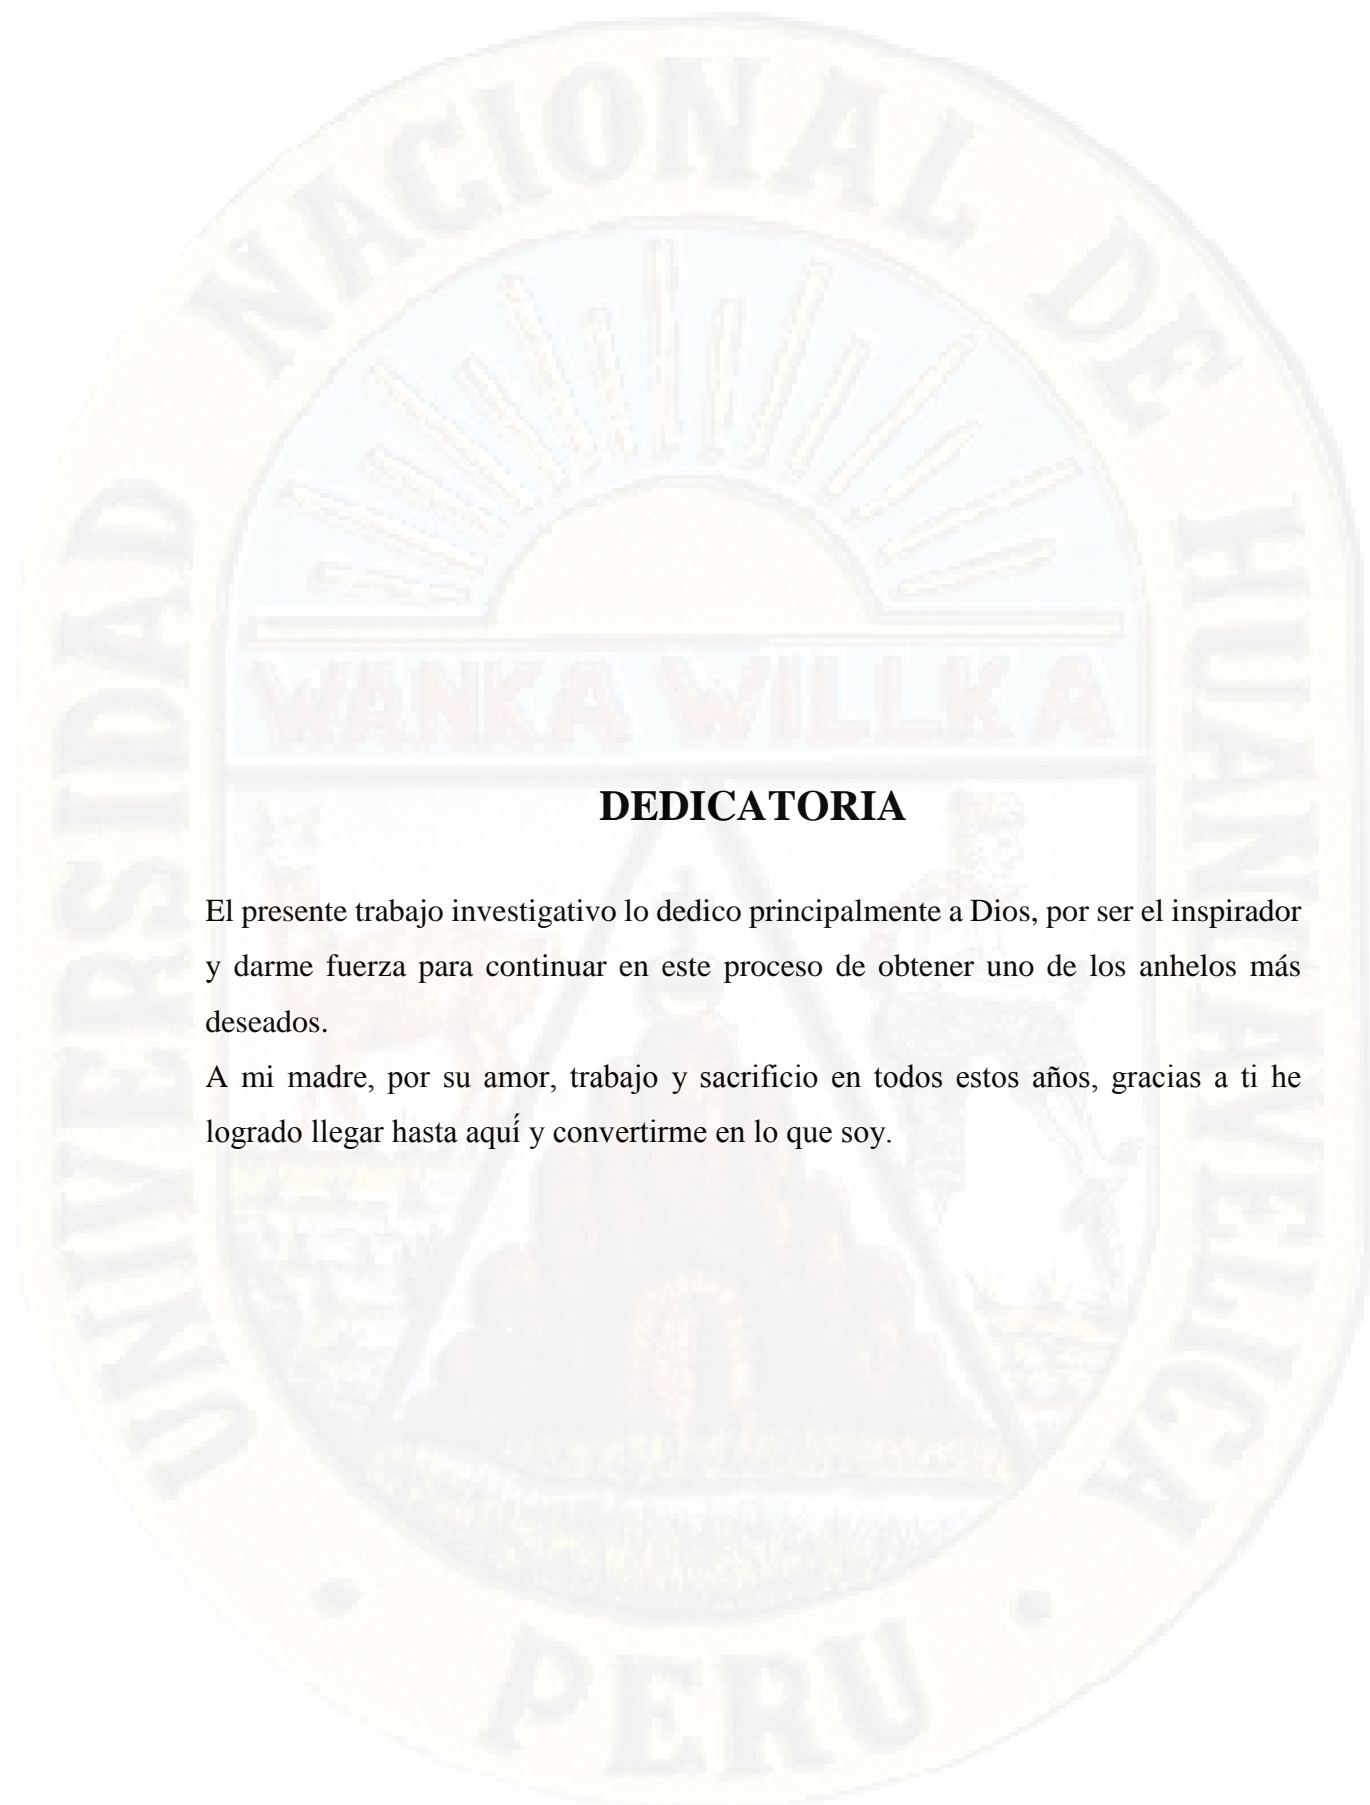 UNIVERSIDAD NACIONAL DE HUANCAVELICA
WANKA WILLKA
DEDICATORIA
El presente trabajo investigativo lo dedico principalmente a Dios, por ser el inspirador
y darme fuerza para continuar en este proceso de obtener uno de los anhelos más
deseados.
A mi madre, por su amor, trabajo y sacrificio en todos estos años, gracias a ti he
logrado llegar hasta aquí y convertirme en lo que soy.
PERU